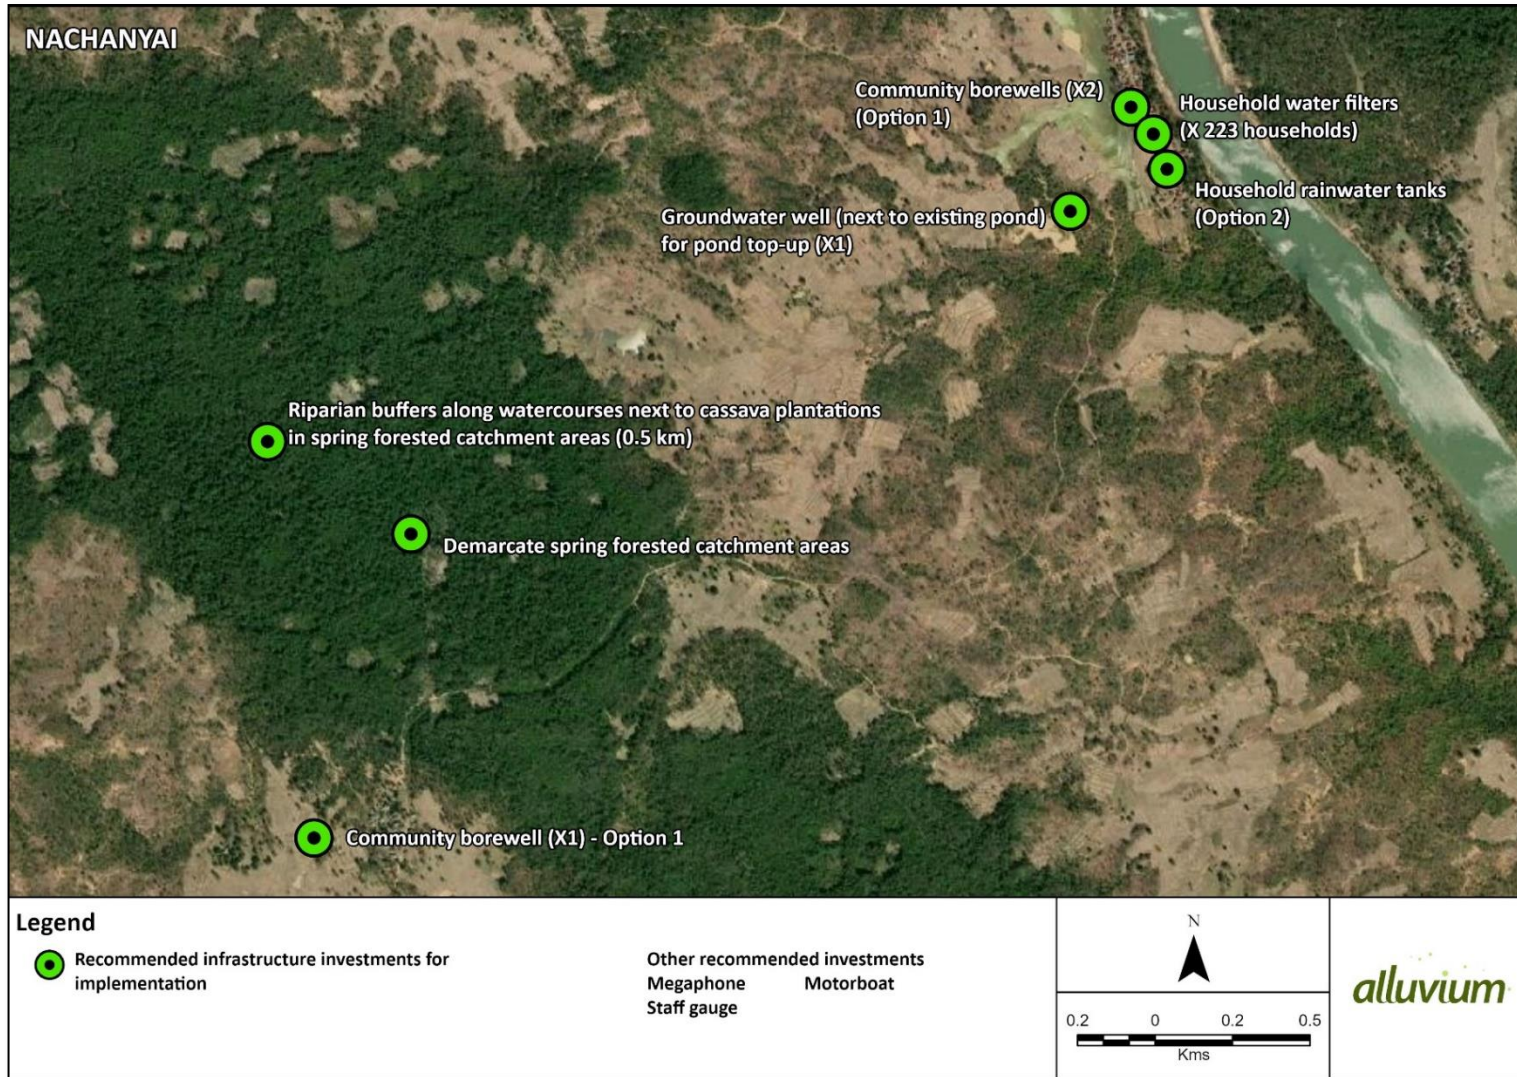 NACHANYAI
Community borewells (X2)
(Option 1)
Household water filters
(X 223 households)
Household rainwater tanks
(Option 2)
Groundwater well (next to existing pond)
for pond top-up (X1)
Riparian buffers along watercourses next to cassava plantations
in spring forested catchment areas (0.5 km)
Demarcate spring forested catchment areas
Community borewell (X1) - Option 1
Legend
Recommended infrastructure investments for
implementation
Other recommended investments
Megaphone Motorboat
Staff gauge
N
0.2 0 0.2 0.5
Kms
alluvium